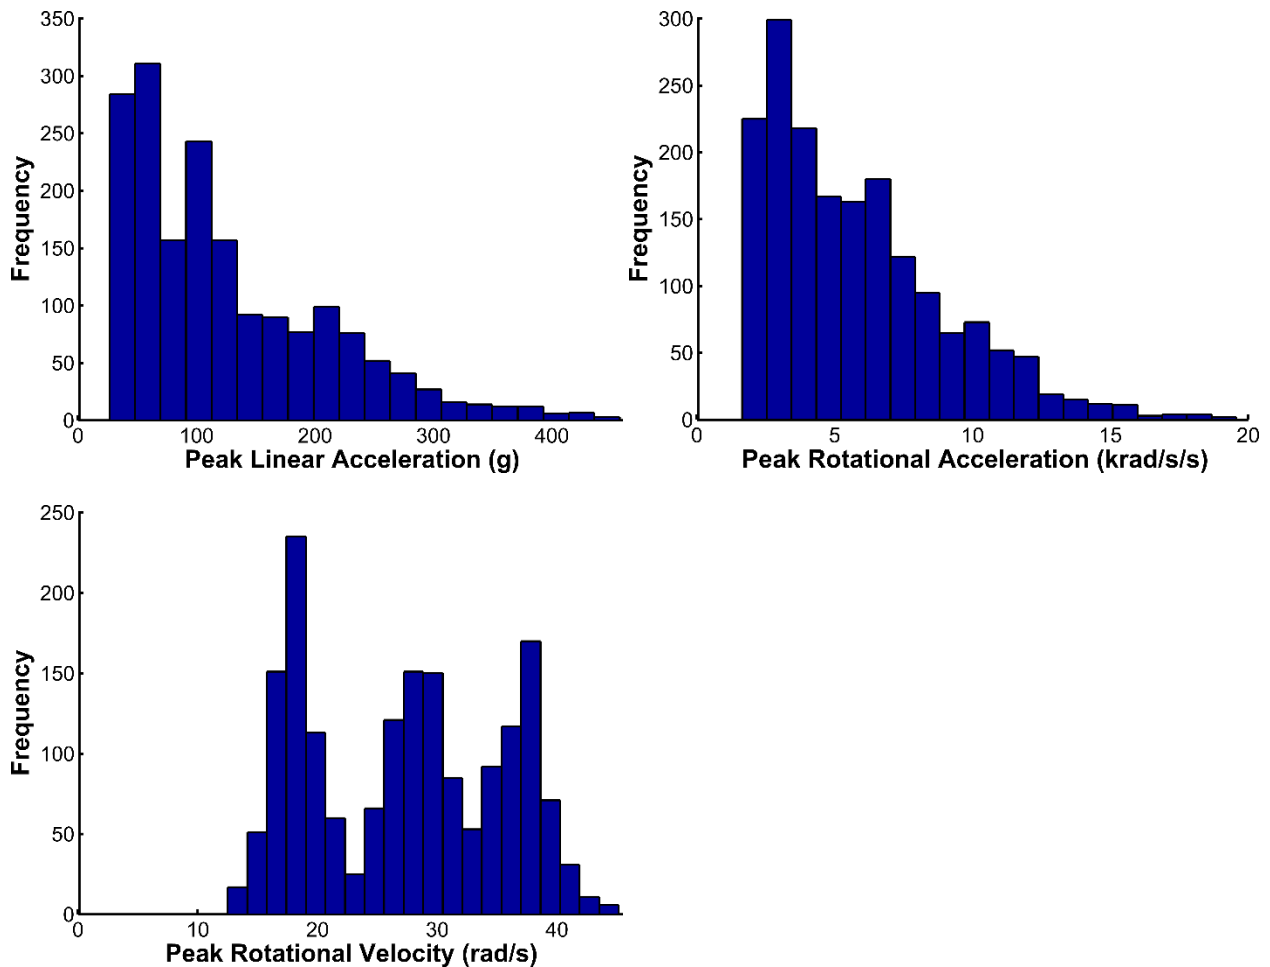 350
300
250
200
150
100
50
0
Frequency
0 100 200 300 400
Peak Linear Acceleration (g)
300
250
200
150
100
50
0
Frequency
0 5 10 15 20
Peak Rotational Acceleration (krad/s/s)
250
200
150
100
50
0
Frequency
0 10 20 30 40
Peak Rotational Velocity (rad/s)